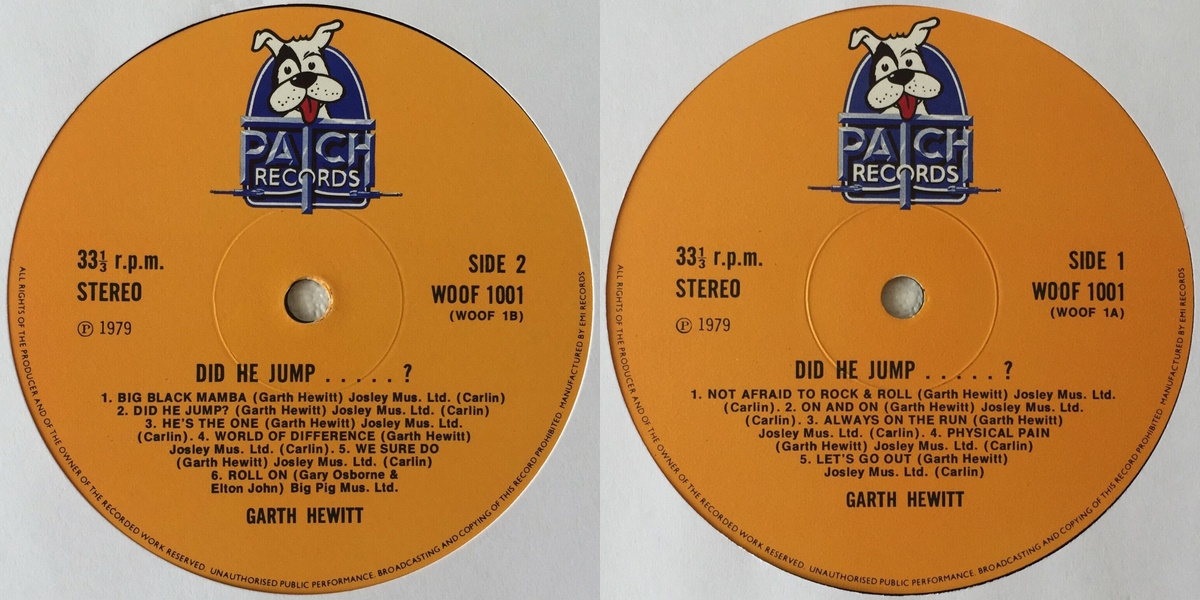 PATCH
RECORDS
33⅓ r.p.m.
STEREO
Ⓟ 1979
SIDE 2
WOOF 1001
(WOOF 1B)
DID HE JUMP . . . . . ?
1. BIG BLACK MAMBA (Garth Hewitt) Josley Mus. Ltd. (Carlin)
2. DID HE JUMP? (Garth Hewitt) Josley Mus. Ltd. (Carlin)
3. HE'S THE ONE (Garth Hewitt) Josley Mus. Ltd.
(Carlin). 4. WORLD OF DIFFERENCE (Garth Hewitt)
Josley Mus. Ltd. (Carlin). 5. WE SURE DO
(Garth Hewitt) Josley Mus. Ltd. (Carlin)
6. ROLL ON (Gary Osborne &
Elton John) Big Pig Mus. Ltd.
GARTH HEWITT
ALL RIGHTS OF THE PRODUCER AND OF THE OWNER OF THE RECORDED WORK RESERVED. UNAUTHORISED PUBLIC PERFORMANCE. BROADCASTING AND COPYING OF THIS RECORD PROHIBITED. MANUFACTURED BY EMI RECORDS
PATCH
RECORDS
33⅓ r.p.m.
STEREO
Ⓟ 1979
SIDE 1
WOOF 1001
(WOOF 1A)
DID HE JUMP . . . . . ?
1. NOT AFRAID TO ROCK & ROLL (Garth Hewitt) Josley Mus. Ltd.
(Carlin). 2. ON AND ON (Garth Hewitt) Josley Mus. Ltd.
(Carlin). 3. ALWAYS ON THE RUN (Garth Hewitt)
Josley Mus. Ltd. (Carlin). 4. PHYSICAL PAIN
(Garth Hewitt) Josley Mus. Ltd. (Carlin)
5. LET'S GO OUT (Garth Hewitt)
Josley Mus. Ltd. (Carlin)
GARTH HEWITT
ALL RIGHTS OF THE PRODUCER AND OF THE OWNER OF THE RECORDED WORK RESERVED. UNAUTHORISED PUBLIC PERFORMANCE. BROADCASTING AND COPYING OF THIS RECORD PROHIBITED. MANUFACTURED BY EMI RECORDS